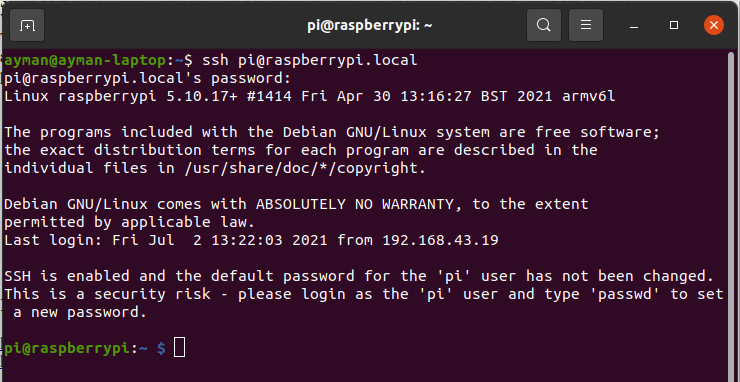 pi@raspberrypi: ~
ayman@ayman-laptop:~$ ssh pi@raspberrypi.local
pi@raspberrypi.local's password:
Linux raspberrypi 5.10.17+ #1414 Fri Apr 30 13:16:27 BST 2021 armv6l
The programs included with the Debian GNU/Linux system are free software;
the exact distribution terms for each program are described in the
individual files in /usr/share/doc/*/copyright.
Debian GNU/Linux comes with ABSOLUTELY NO WARRANTY, to the extent
permitted by applicable law.
Last login: Fri Jul  2 13:22:03 2021 from 192.168.43.19
SSH is enabled and the default password for the 'pi' user has not been changed.
This is a security risk - please login as the 'pi' user and type 'passwd' to set
 a new password.
pi@raspberrypi:~ $